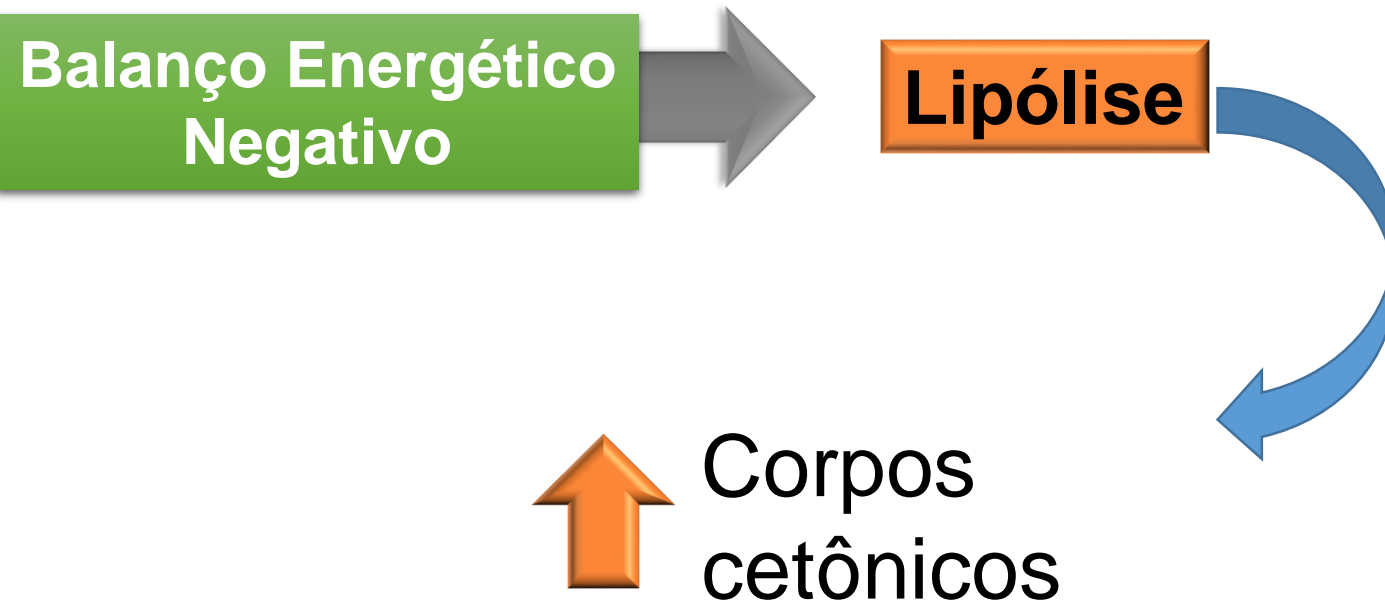 Balanço Energético
Negativo
Lipólise
Corpos
cetônicos